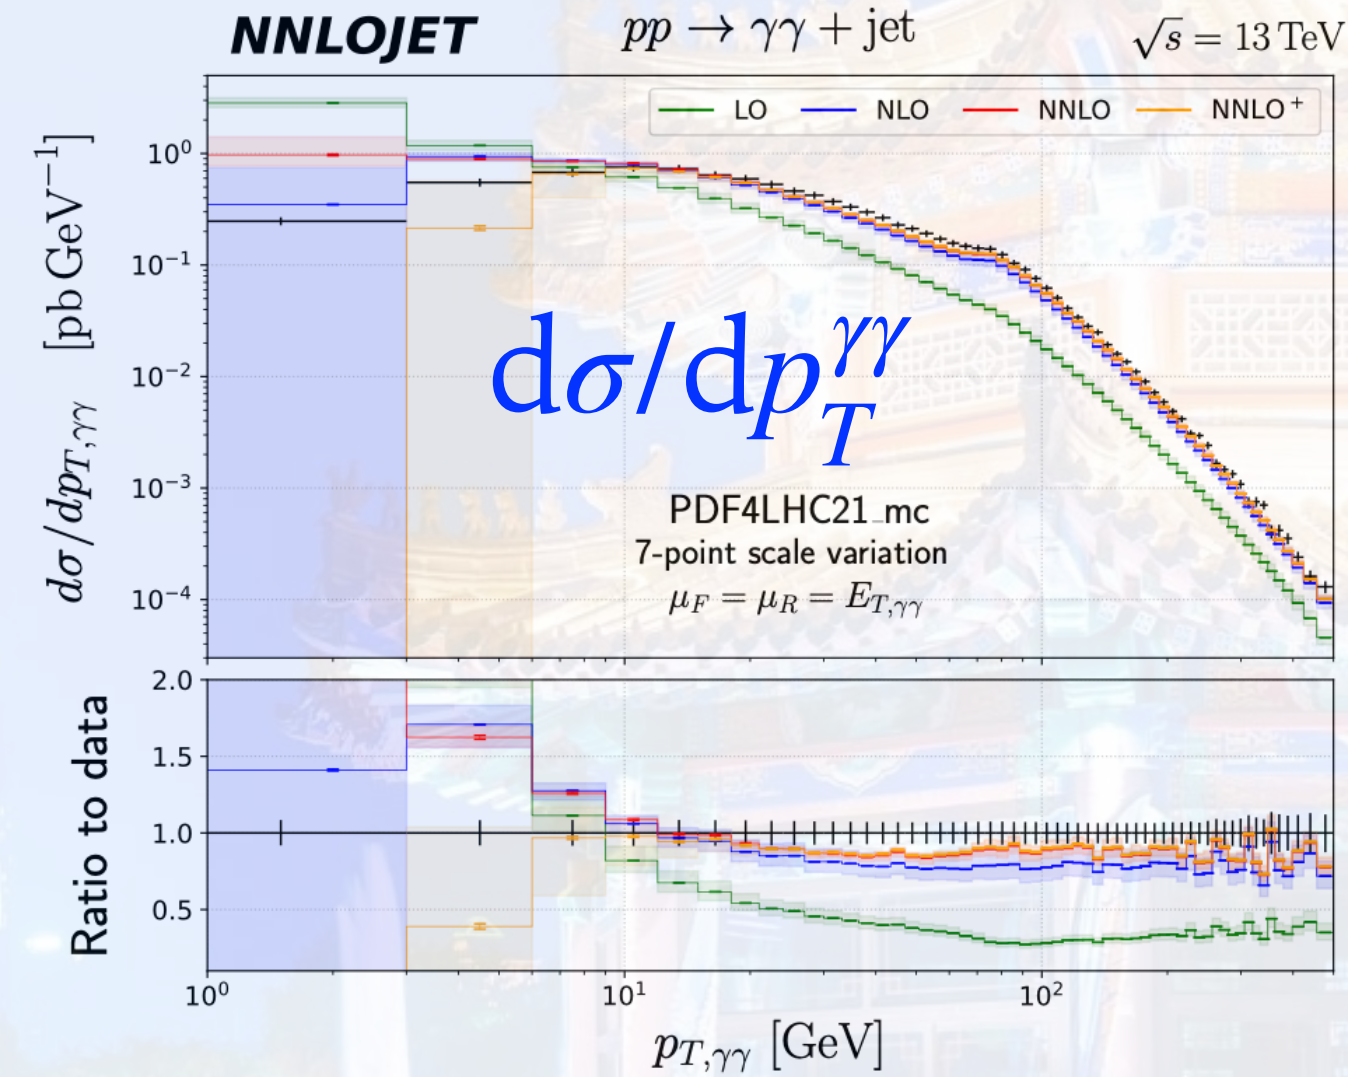 NNLOJET pp → γγ + jet √s = 13 TeV
LO NLO NNLO NNLO⁺
dσ/dp_{T,γγ} [pb GeV⁻¹]
10⁰
10⁻¹
10⁻²
10⁻³
10⁻⁴
dσ/dp_T^{γγ}
PDF4LHC21_mc
7-point scale variation
μ_F = μ_R = E_{T,γγ}
Ratio to data
2.0
1.5
1.0
0.5
10⁰ 10¹ 10²
p_{T,γγ} [GeV]